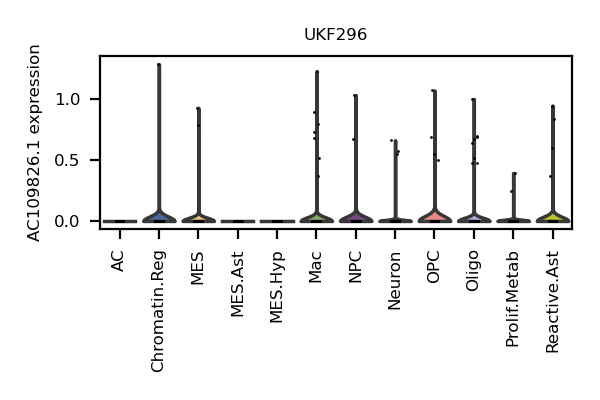 UKF296
AC109826.1 expression
1.0
0.5
0.0
AC
Chromatin.Reg
MES
MES.Ast
MES.Hyp
Mac
NPC
Neuron
OPC
Oligo
Prolif.Metab
Reactive.Ast